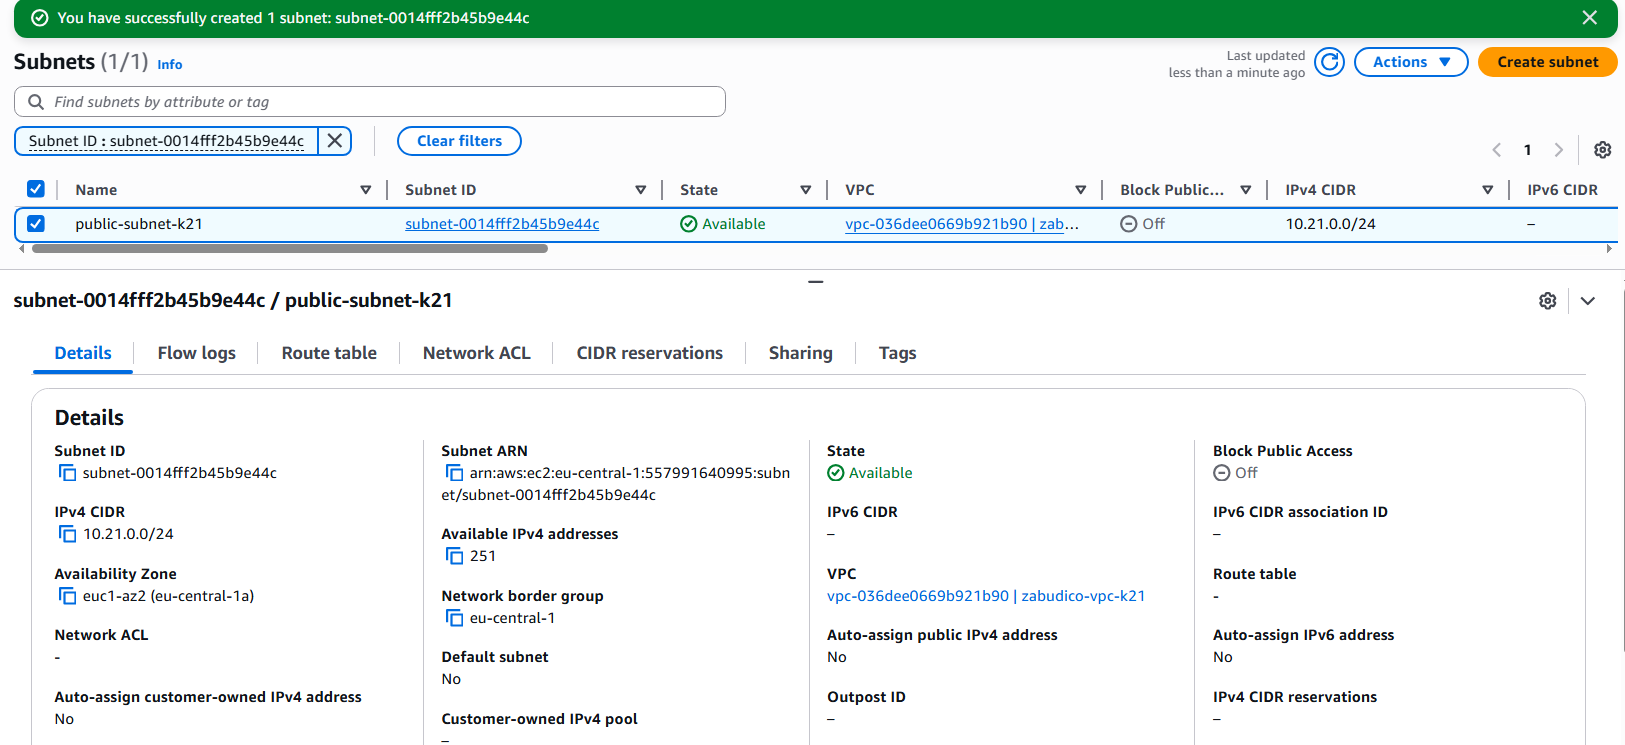 You have successfully created 1 subnet: subnet-0014fff2b45b9e44c
Subnets (1/1) Info
Last updated
less than a minute ago
Actions
Create subnet
Find subnets by attribute or tag
Subnet ID : subnet-0014fff2b45b9e44c
Clear filters
1
Name Subnet ID State VPC Block Public... IPv4 CIDR IPv6 CIDR
public-subnet-k21 subnet-0014fff2b45b9e44c Available vpc-036dee0669b921b90 | zab... Off 10.21.0.0/24 –
subnet-0014fff2b45b9e44c / public-subnet-k21
Details Flow logs Route table Network ACL CIDR reservations Sharing Tags
Details
Subnet ID
subnet-0014fff2b45b9e44c
IPv4 CIDR
10.21.0.0/24
Availability Zone
euc1-az2 (eu-central-1a)
Network ACL
-
Auto-assign customer-owned IPv4 address
No
Subnet ARN
arn:aws:ec2:eu-central-1:557991640995:subn
et/subnet-0014fff2b45b9e44c
Available IPv4 addresses
251
Network border group
eu-central-1
Default subnet
No
Customer-owned IPv4 pool
–
State
Available
IPv6 CIDR
–
VPC
vpc-036dee0669b921b90 | zabudico-vpc-k21
Auto-assign public IPv4 address
No
Outpost ID
–
Block Public Access
Off
IPv6 CIDR association ID
–
Route table
-
Auto-assign IPv6 address
No
IPv4 CIDR reservations
–